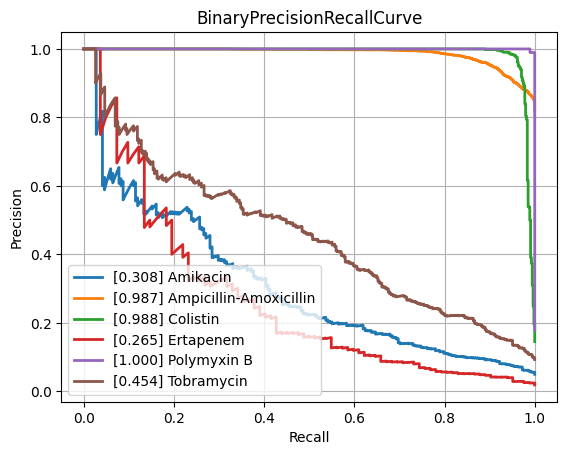 BinaryPrecisionRecallCurve
Precision
1.0
0.8
0.6
0.4
0.2
0.0
[0.308] Amikacin
[0.987] Ampicillin-Amoxicillin
[0.988] Colistin
[0.265] Ertapenem
[1.000] Polymyxin B
[0.454] Tobramycin
0.0 0.2 0.4 0.6 0.8 1.0
Recall